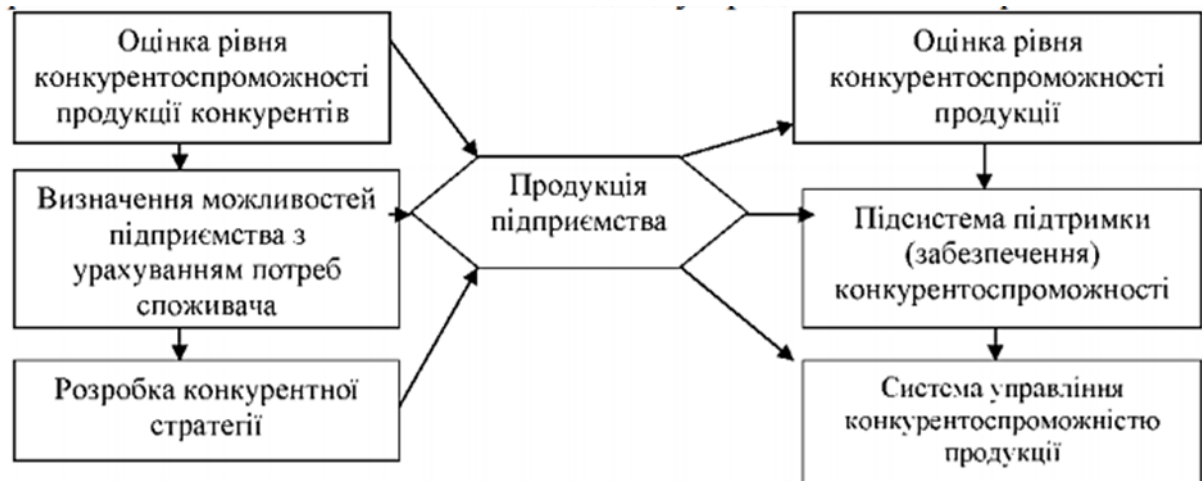 Оцінка рівня
конкурентоспроможності
продукції конкурентів
Визначення можливостей
підприємства з
урахуванням потреб
споживача
Розробка конкурентної
стратегії
Продукція
підприємства
Оцінка рівня
конкурентоспроможності
продукції
Підсистема підтримки
(забезпечення)
конкурентоспроможності
Система управління
конкурентоспроможністю
продукції